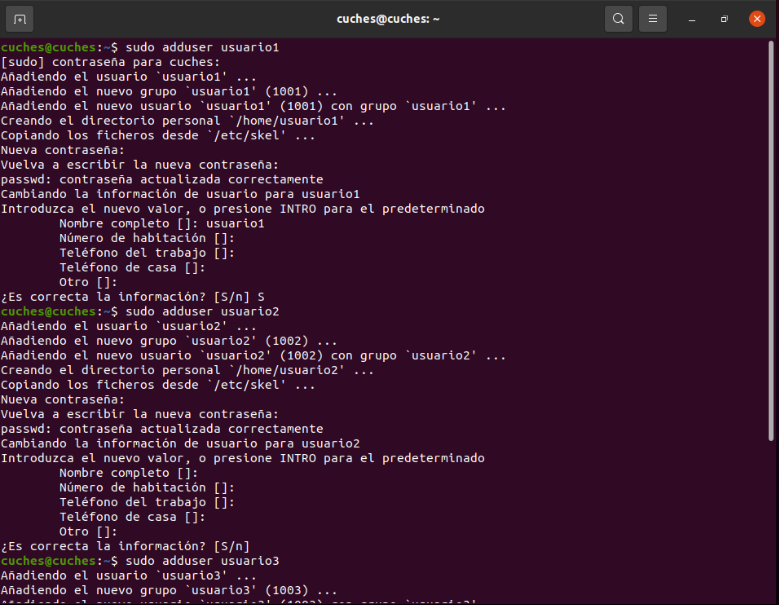 cuches@cuches: ~
cuches@cuches:~$ sudo adduser usuario1
[sudo] contraseña para cuches:
Añadiendo el usuario `usuario1' ...
Añadiendo el nuevo grupo `usuario1' (1001) ...
Añadiendo el nuevo usuario `usuario1' (1001) con grupo `usuario1' ...
Creando el directorio personal `/home/usuario1' ...
Copiando los ficheros desde `/etc/skel' ...
Nueva contraseña:
Vuelva a escribir la nueva contraseña:
passwd: contraseña actualizada correctamente
Cambiando la información de usuario para usuario1
Introduzca el nuevo valor, o presione INTRO para el predeterminado
Nombre completo []: usuario1
Número de habitación []:
Teléfono del trabajo []:
Teléfono de casa []:
Otro []:
¿Es correcta la información? [S/n] S
cuches@cuches:~$ sudo adduser usuario2
Añadiendo el usuario `usuario2' ...
Añadiendo el nuevo grupo `usuario2' (1002) ...
Añadiendo el nuevo usuario `usuario2' (1002) con grupo `usuario2' ...
Creando el directorio personal `/home/usuario2' ...
Copiando los ficheros desde `/etc/skel' ...
Nueva contraseña:
Vuelva a escribir la nueva contraseña:
passwd: contraseña actualizada correctamente
Cambiando la información de usuario para usuario2
Introduzca el nuevo valor, o presione INTRO para el predeterminado
Nombre completo []:
Número de habitación []:
Teléfono del trabajo []:
Teléfono de casa []:
Otro []:
¿Es correcta la información? [S/n]
cuches@cuches:~$ sudo adduser usuario3
Añadiendo el usuario `usuario3' ...
Añadiendo el nuevo grupo `usuario3' (1003) ...